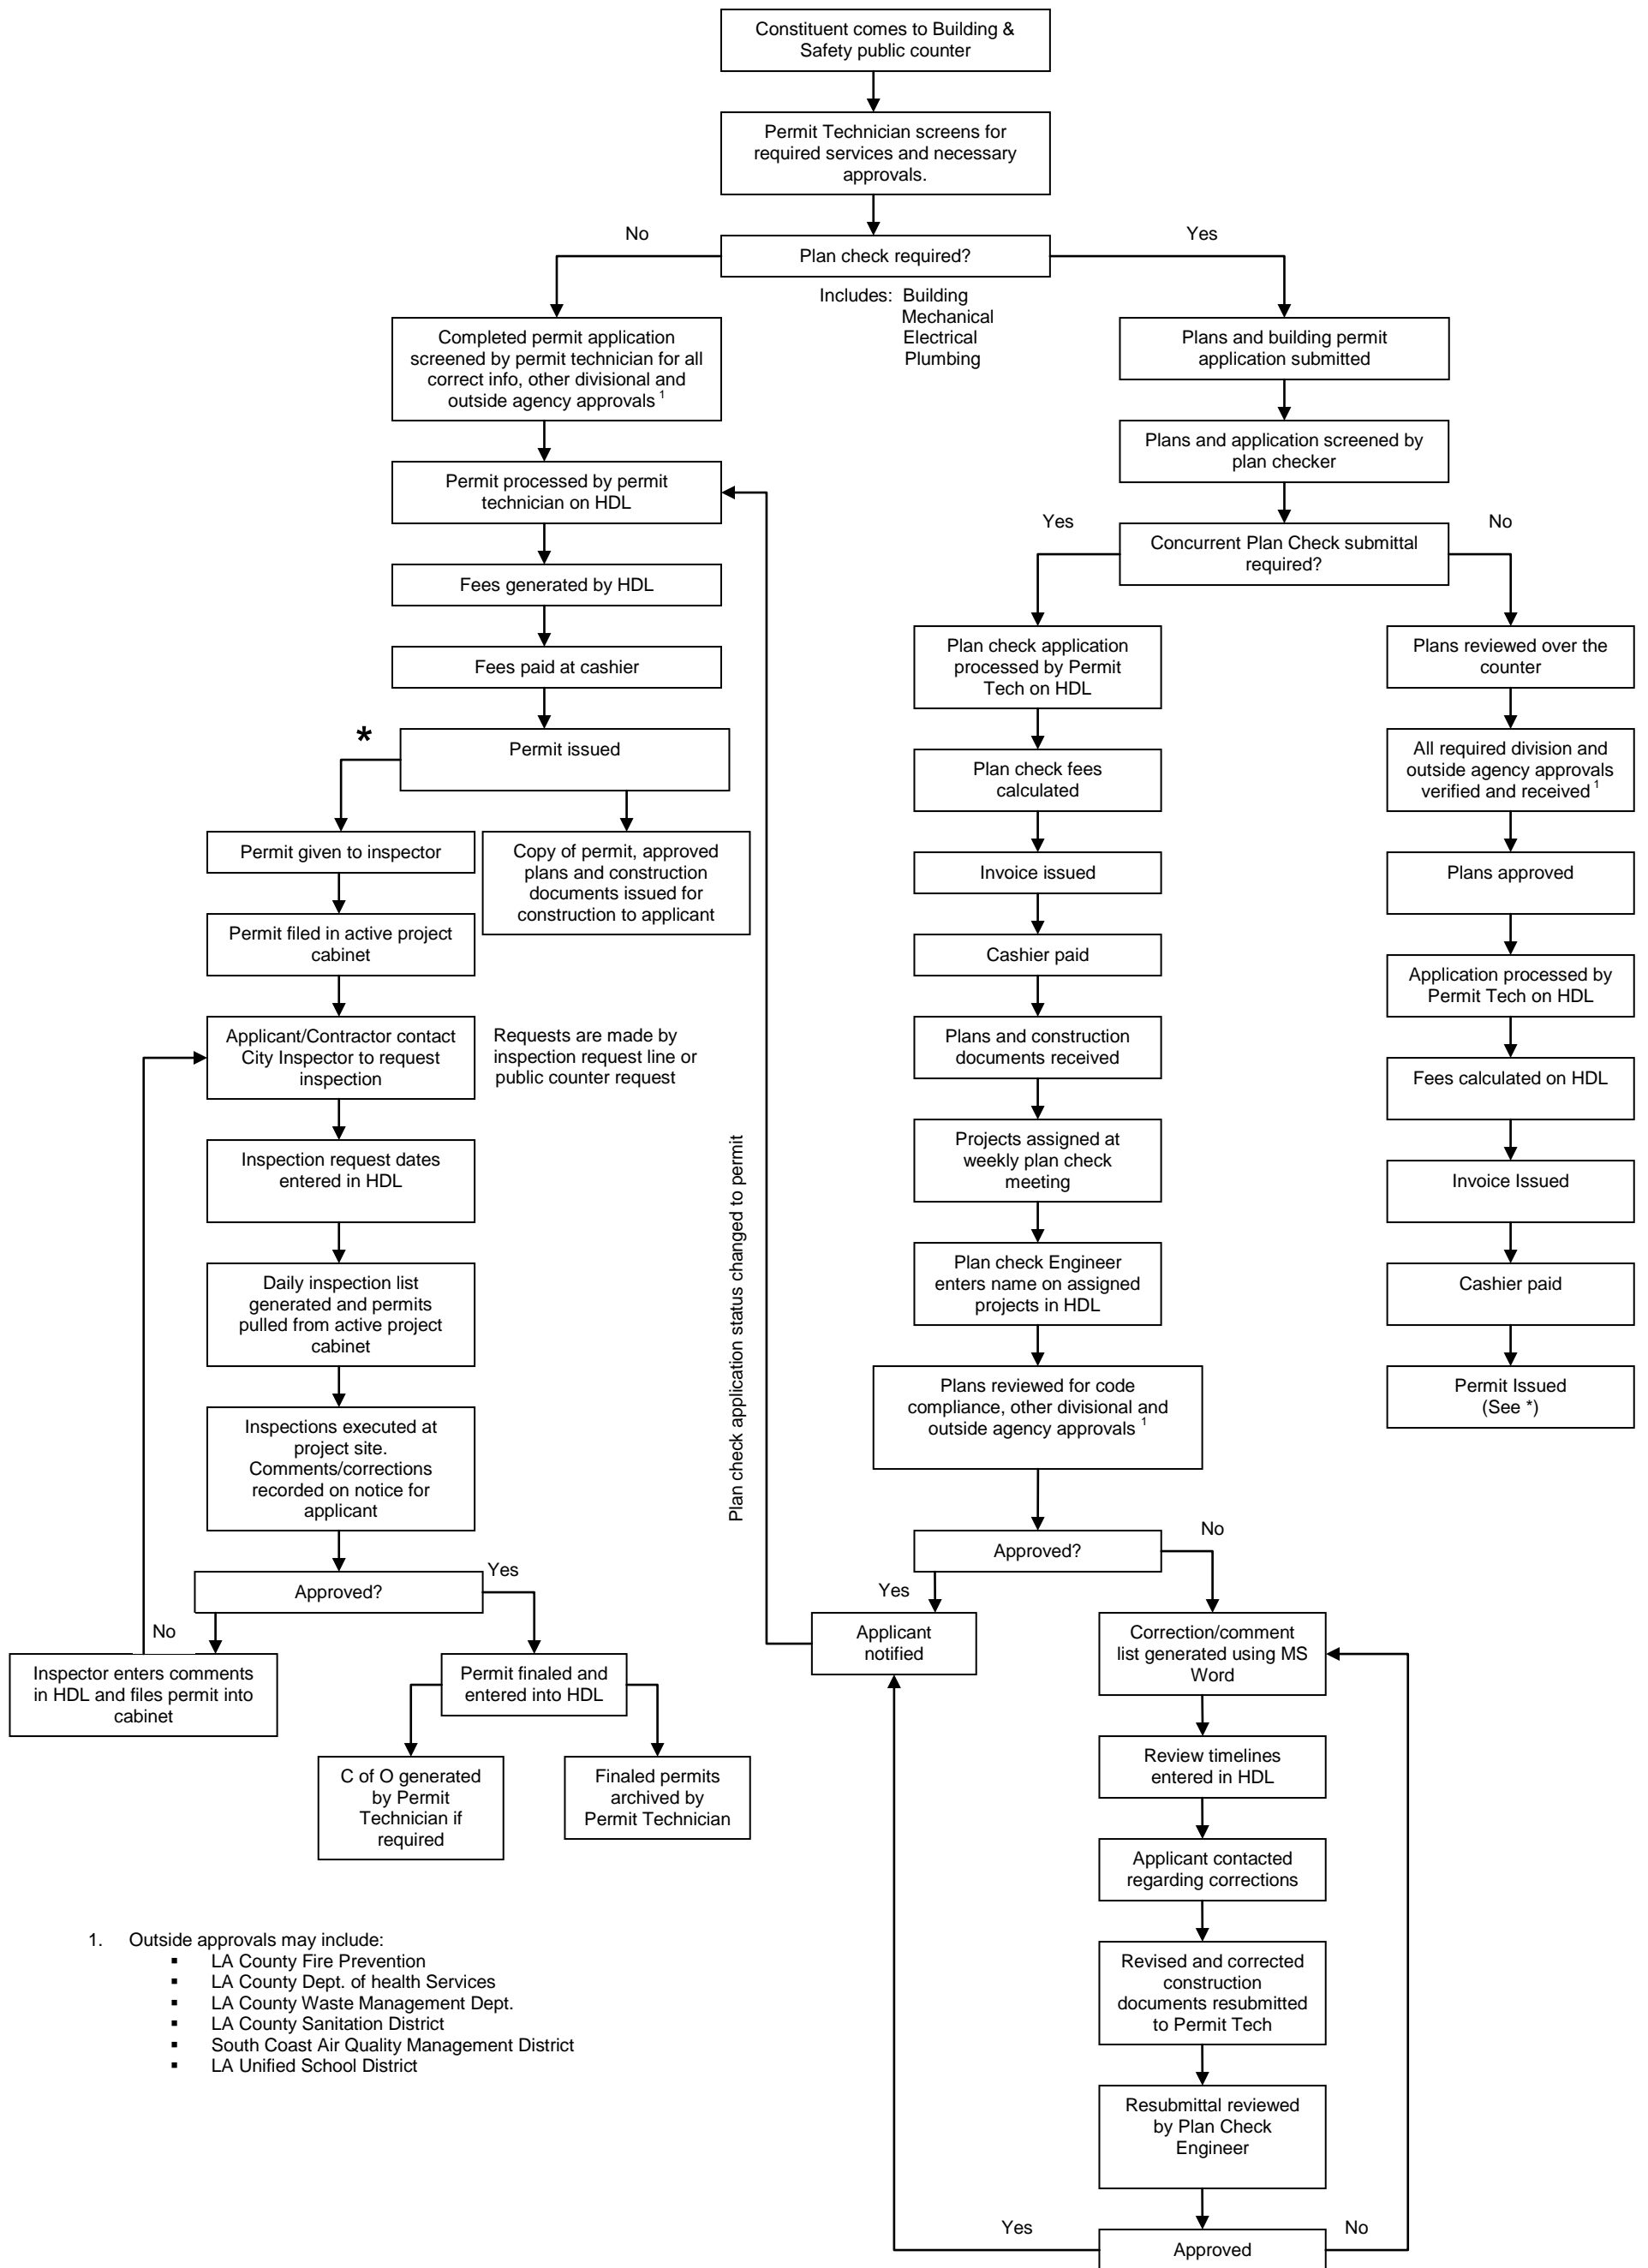 Constituent comes to Building &
Safety public counter
Permit Technician screens for
required services and necessary
approvals.
No
Yes
Plan check required?
Includes: Building
Mechanical
Electrical
Plumbing
Completed permit application
screened by permit technician for all
correct info, other divisional and
outside agency approvals 1
Permit processed by permit
technician on HDL
Fees generated by HDL
Fees paid at cashier
*
Permit issued
Permit given to inspector
Copy of permit, approved
plans and construction
documents issued for
construction to applicant
Permit filed in active project
cabinet
Applicant/Contractor contact
City Inspector to request
inspection
Requests are made by
inspection request line or
public counter request
Inspection request dates
entered in HDL
Daily inspection list
generated and permits
pulled from active project
cabinet
Inspections executed at
project site.
Comments/corrections
recorded on notice for
applicant
Approved?
Yes
No
Inspector enters comments
in HDL and files permit into
cabinet
Permit finaled and
entered into HDL
C of O generated
by Permit
Technician if
required
Finaled permits
archived by
Permit Technician
Plan check application status changed to permit
Plans and building permit
application submitted
Plans and application screened by
plan checker
Yes
No
Concurrent Plan Check submittal
required?
Plan check application
processed by Permit
Tech on HDL
Plan check fees
calculated
Invoice issued
Cashier paid
Plans and construction
documents received
Projects assigned at
weekly plan check
meeting
Plan check Engineer
enters name on assigned
projects in HDL
Plans reviewed for code
compliance, other divisional and
outside agency approvals 1
Approved?
No
Yes
Applicant
notified
Correction/comment
list generated using MS
Word
Review timelines
entered in HDL
Applicant contacted
regarding corrections
Revised and corrected
construction
documents resubmitted
to Permit Tech
Resubmittal reviewed
by Plan Check
Engineer
Yes
No
Approved
Plans reviewed over the
counter
All required division and
outside agency approvals
verified and received 1
Plans approved
Application processed by
Permit Tech on HDL
Fees calculated on HDL
Invoice Issued
Cashier paid
Permit Issued
(See *)
1. Outside approvals may include:
▪ LA County Fire Prevention
▪ LA County Dept. of health Services
▪ LA County Waste Management Dept.
▪ LA County Sanitation District
▪ South Coast Air Quality Management District
▪ LA Unified School District